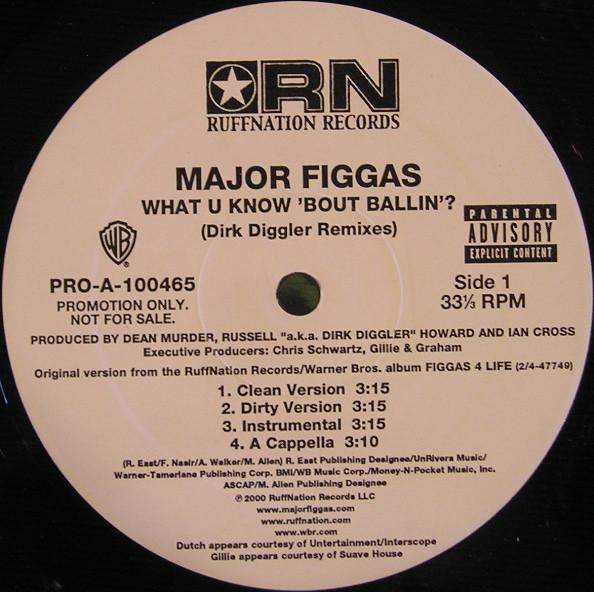 RN
RUFFNATION RECORDS
MAJOR FIGGAS
WHAT U KNOW 'BOUT BALLIN'?
(Dirk Diggler Remixes)
PARENTAL
ADVISORY
EXPLICIT CONTENT
WB
®
PRO-A-100465
PROMOTION ONLY.
NOT FOR SALE.
Side 1
33⅓ RPM
PRODUCED BY DEAN MURDER, RUSSELL "a.k.a. DIRK DIGGLER" HOWARD AND IAN CROSS
Executive Producers: Chris Schwartz, Gillie & Graham
Original version from the RuffNation Records/Warner Bros. album FIGGAS 4 LIFE (2/4-47749)
1. Clean Version 3:15
2. Dirty Version 3:15
3. Instrumental 3:15
4. A Cappella 3:10
(R. East/F. Nasir/A. Walker/M. Allen) R. East Publishing Designee/UnRivera Music/
Warner-Tamerlane Publishing Corp. BMI/WB Music Corp./Money-N-Pocket Music, Inc.
ASCAP/M. Allen Publishing Designee
℗ 2000 RuffNation Records LLC
www.majorfiggas.com
www.ruffnation.com
www.wbr.com
Dutch appears courtesy of Untertainment/Interscope
Gillie appears courtesy of Suave House